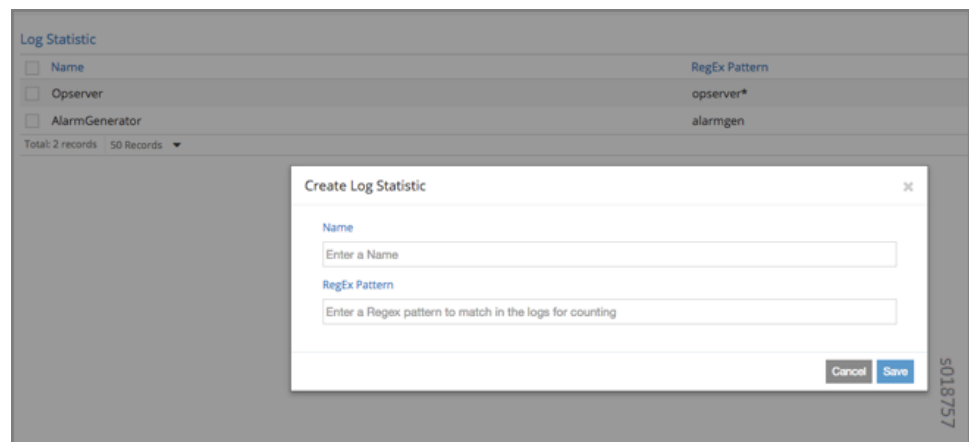 Log Statistic
Name RegEx Pattern
Opserver opserver*
AlarmGenerator alarmgen
Total: 2 records 50 Records
Create Log Statistic
Name
Enter a Name
RegEx Pattern
Enter a Regex pattern to match in the logs for counting
Cancel Save
s018757